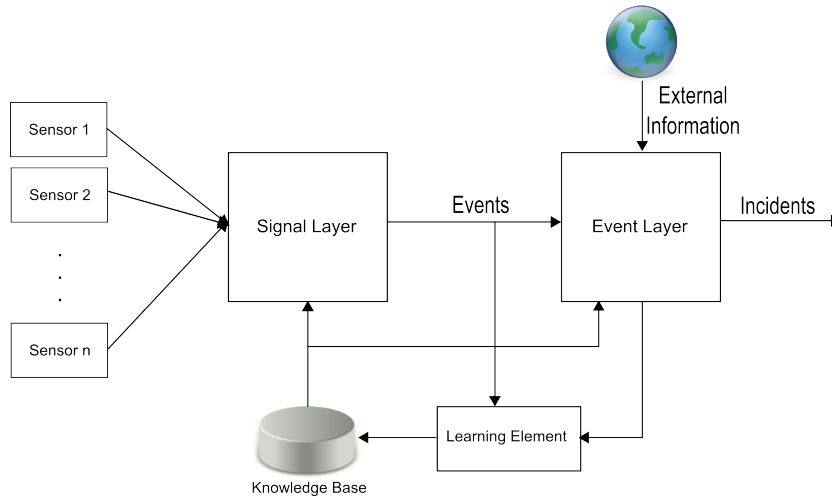 External
Information
Sensor 1
Sensor 2
.
.
.
Sensor n
Signal Layer
Events
Event Layer
Incidents
Learning Element
Knowledge Base